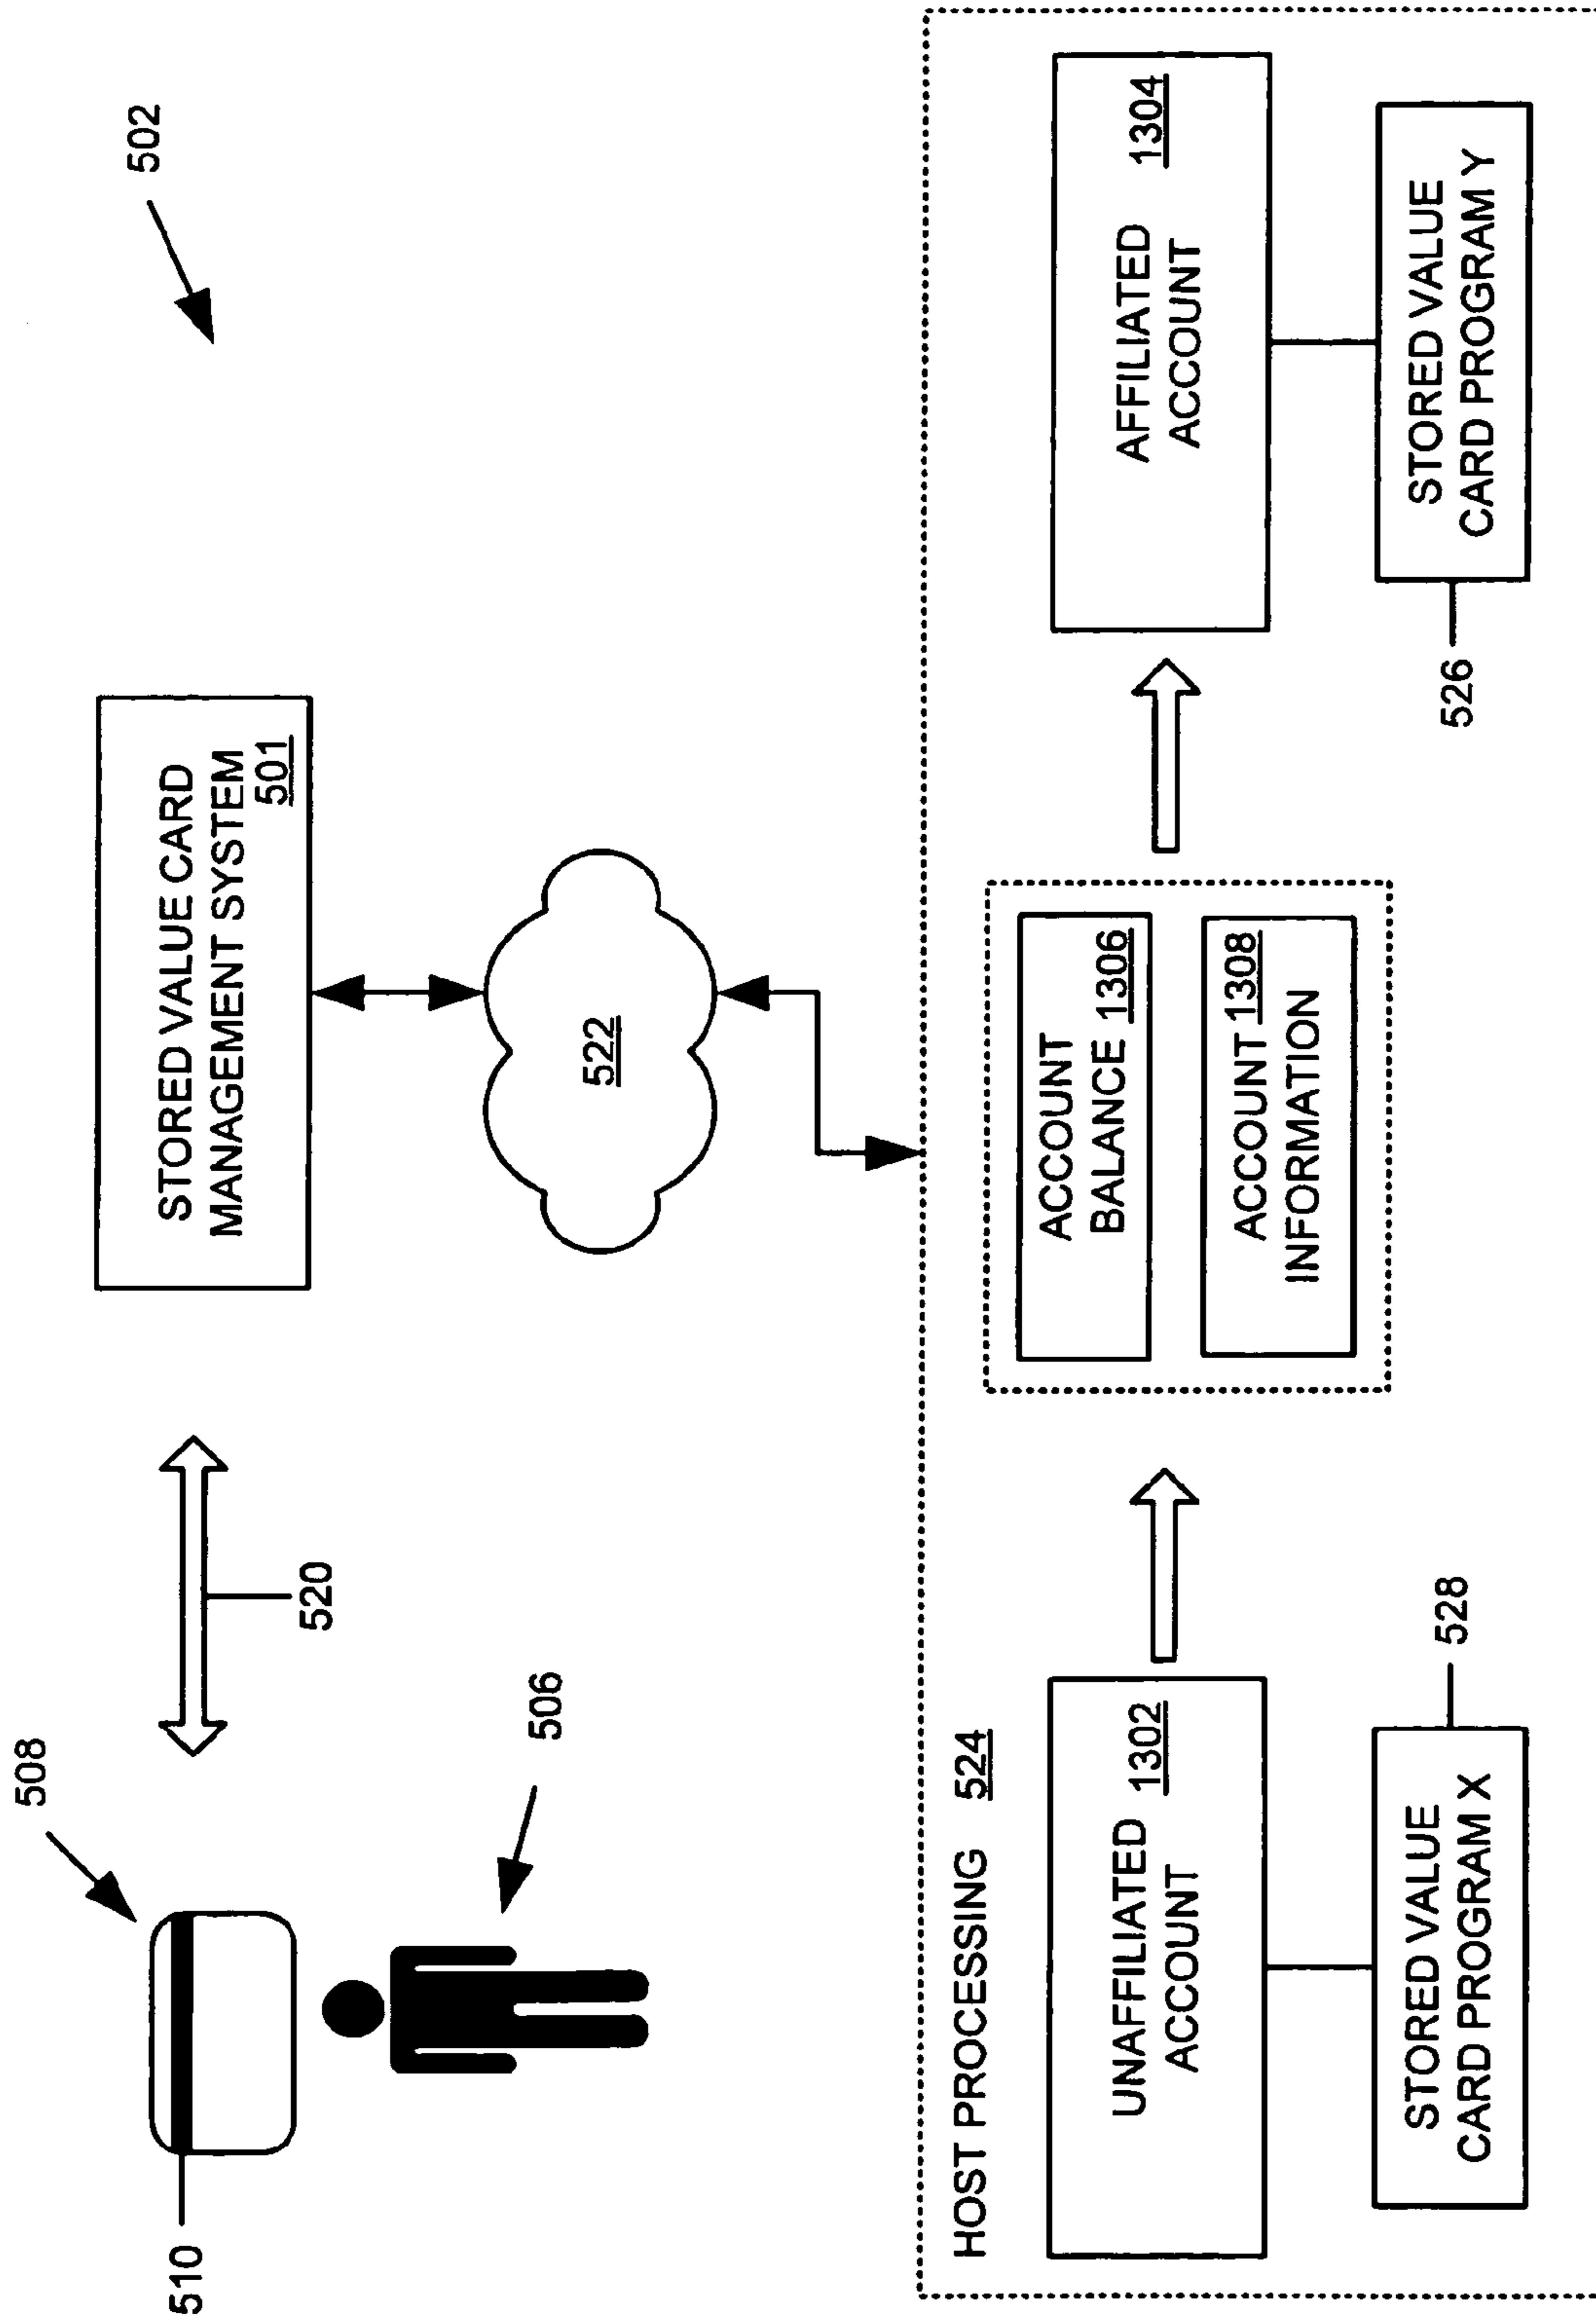 502
508
510
520
506
STORED VALUE CARD
MANAGEMENT SYSTEM
501
522
HOST PROCESSING 524
UNAFFILIATED
1302
ACCOUNT
STORED VALUE
CARD PROGRAM X
528
ACCOUNT
BALANCE 1306
ACCOUNT 1308
INFORMATION
AFFILIATED
1304
ACCOUNT
STORED VALUE
CARD PROGRAM Y
526